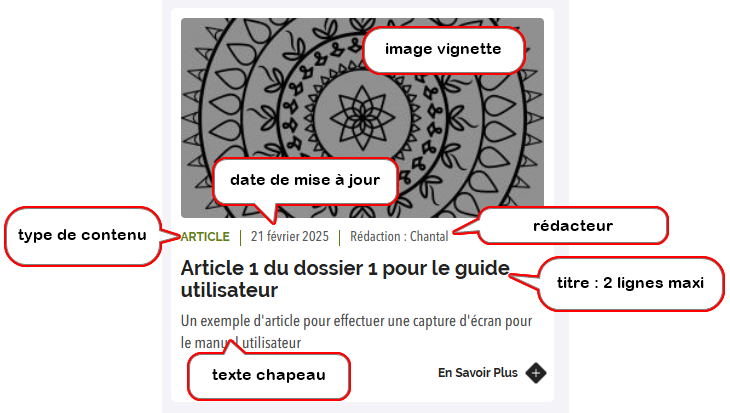 image vignette
date de mise à jour
type de contenu
ARTICLE | 21 février 2025 | Rédaction : Chantal
rédacteur
Article 1 du dossier 1 pour le guide
utilisateur
titre : 2 lignes maxi
Un exemple d'article pour effectuer une capture d'écran pour
le manuel utilisateur
texte chapeau
En Savoir Plus